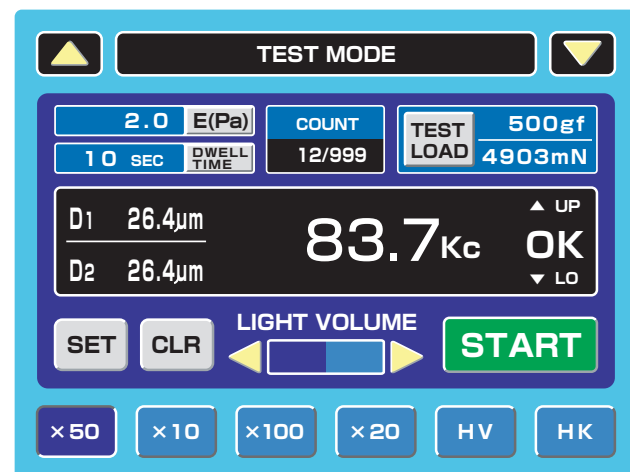 TEST MODE
2.0 E(Pa)
10 SEC DWELL TIME
COUNT
12/999
TEST LOAD
500gf
4903mN
D1 26.4µm
D2 26.4µm
83.7Kc
▲ UP
OK
▼ LO
SET
CLR
LIGHT VOLUME
START
×50
×10
×100
×20
HV
HK